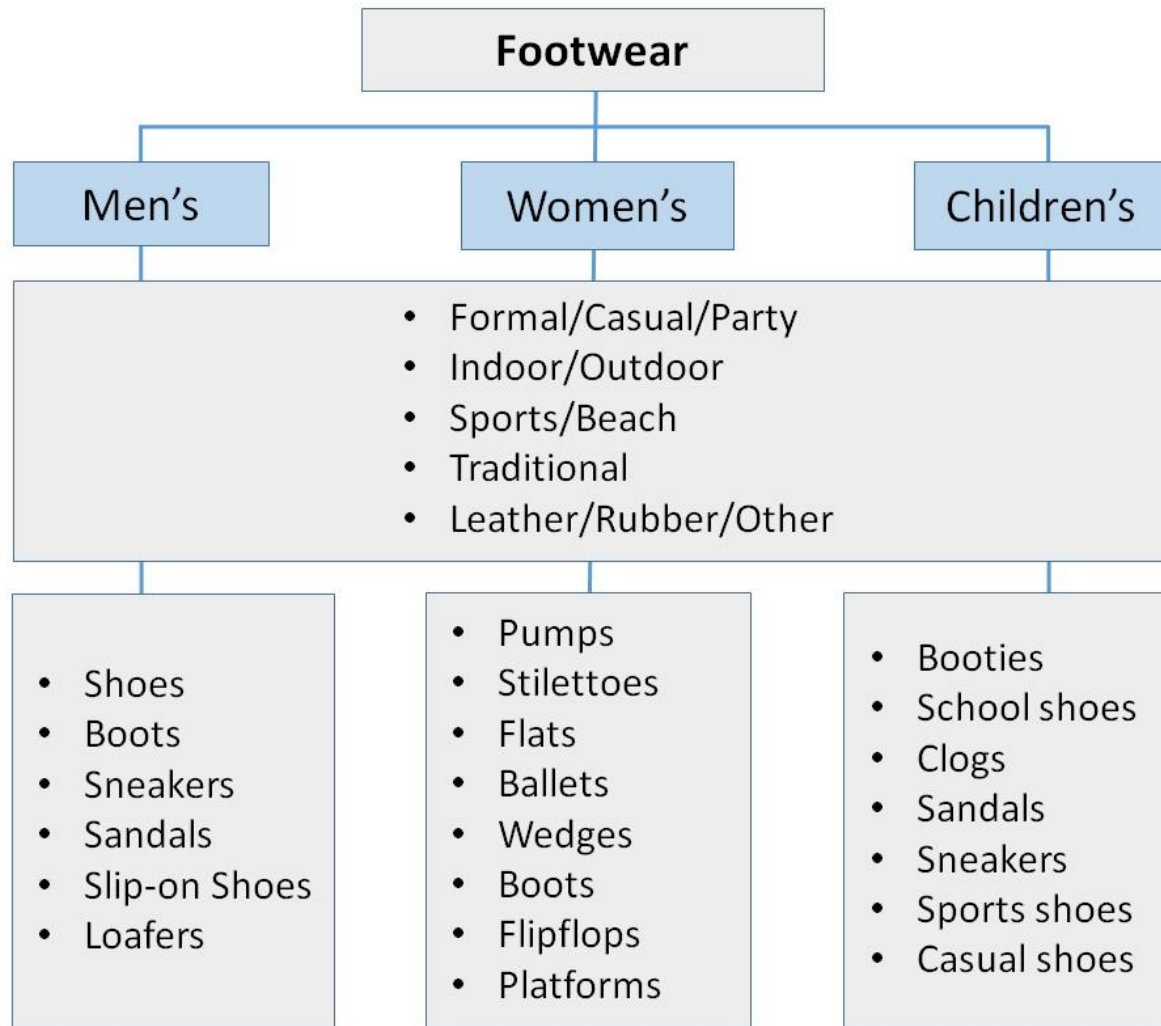 Footwear
Men's
Women's
Children's
• Formal/Casual/Party
• Indoor/Outdoor
• Sports/Beach
• Traditional
• Leather/Rubber/Other
• Shoes
• Boots
• Sneakers
• Sandals
• Slip-on Shoes
• Loafers
• Pumps
• Stilettoes
• Flats
• Ballets
• Wedges
• Boots
• Flipflops
• Platforms
• Booties
• School shoes
• Clogs
• Sandals
• Sneakers
• Sports shoes
• Casual shoes